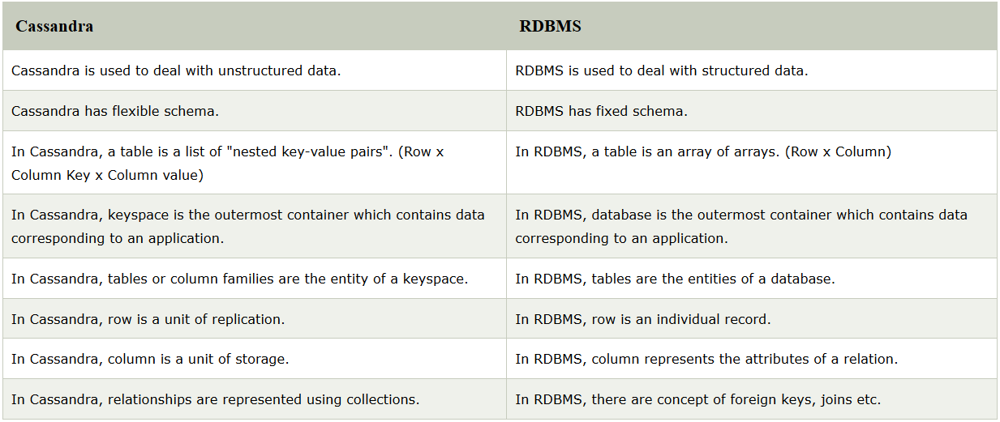 Cassandra
RDBMS
Cassandra is used to deal with unstructured data.
RDBMS is used to deal with structured data.
Cassandra has flexible schema.
RDBMS has fixed schema.
In Cassandra, a table is a list of "nested key-value pairs". (Row x
Column Key x Column value)
In RDBMS, a table is an array of arrays. (Row x Column)
In Cassandra, keyspace is the outermost container which contains data
corresponding to an application.
In RDBMS, database is the outermost container which contains data
corresponding to an application.
In Cassandra, tables or column families are the entity of a keyspace.
In RDBMS, tables are the entities of a database.
In Cassandra, row is a unit of replication.
In RDBMS, row is an individual record.
In Cassandra, column is a unit of storage.
In RDBMS, column represents the attributes of a relation.
In Cassandra, relationships are represented using collections.
In RDBMS, there are concept of foreign keys, joins etc.